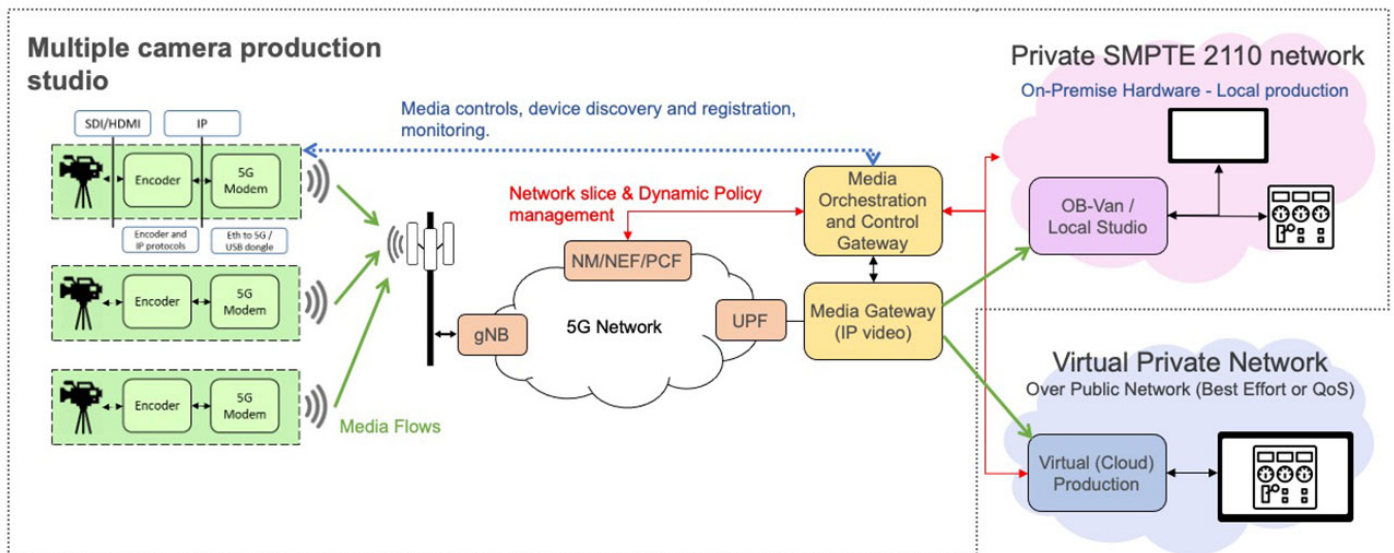 Multiple camera production
studio
SDI/HDMI
IP
Encoder
5G
Modem
Encoder and
IP protocols
Eth to 5G /
USB dongle
Encoder
5G
Modem
Encoder
5G
Modem
Media Flows
Media controls, device discovery and registration,
monitoring.
Network slice & Dynamic Policy
management
NM/NEF/PCF
gNB
5G Network
UPF
Media
Orchestration
and Control
Gateway
Media Gateway
(IP video)
Private SMPTE 2110 network
On-Premise Hardware - Local production
OB-Van /
Local Studio
Virtual Private Network
Over Public Network (Best Effort or QoS)
Virtual (Cloud)
Production